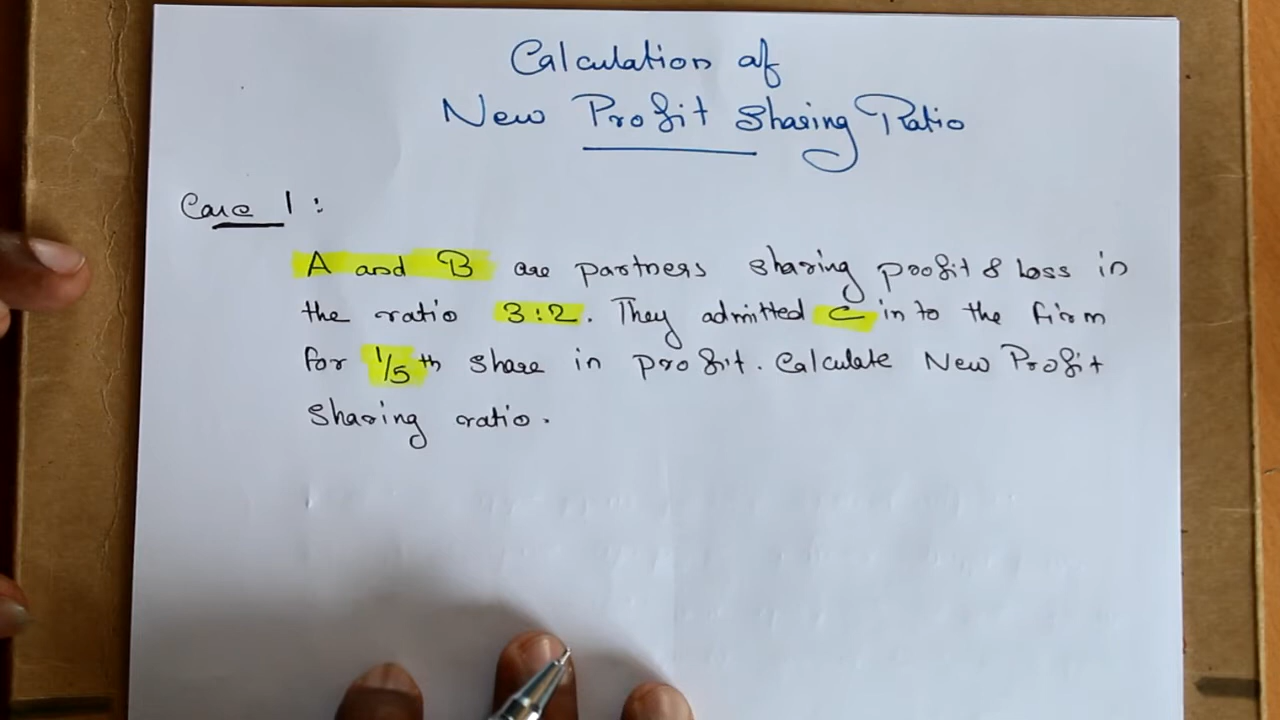 Calculation of
New Profit Sharing Ratio
Case 1 :
A and B are partners sharing profit & loss in
the ratio 3:2. They admitted C in to the firm
for 1/5th share in profit. Calculate New Profit
Sharing ratio.